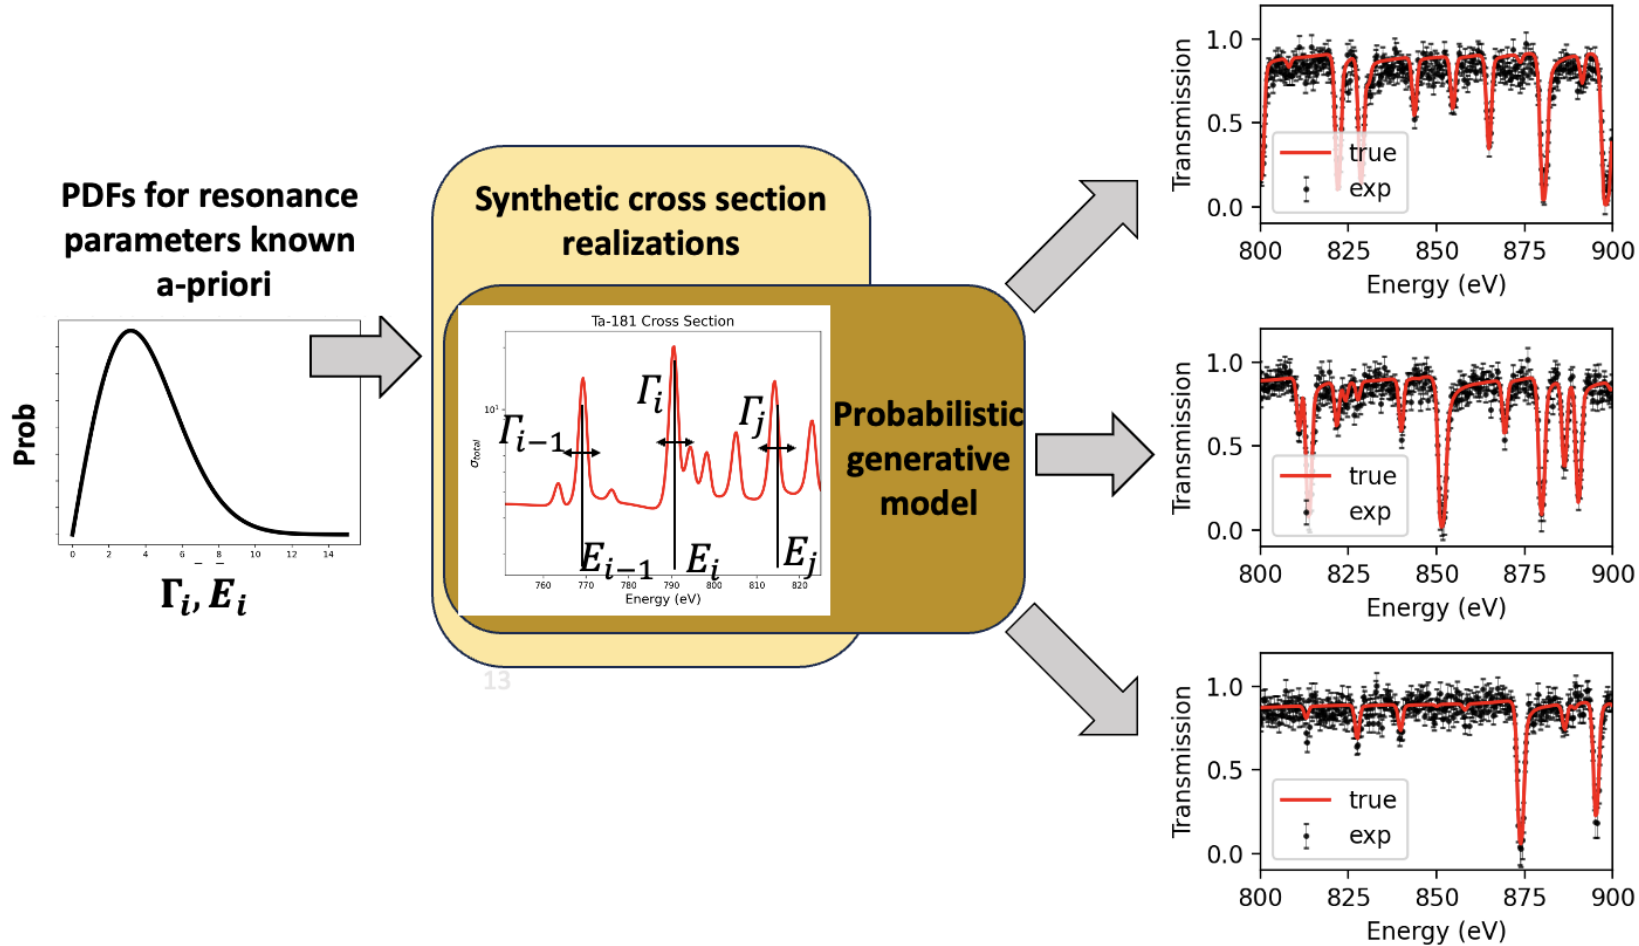 PDFs for resonance
parameters known
a-priori
Prob
0 2 4 6 8 10 12 14
Γᵢ, Eᵢ
Synthetic cross section
realizations
Ta-181 Cross Section
σ_total
10¹
Γᵢ₋₁
Γᵢ
Γⱼ
Eᵢ₋₁
Eᵢ
Eⱼ
760 770 780 790 800 810 820
Energy (eV)
Probabilistic
generative
model
13
Transmission
1.0
0.5
0.0
true
exp
800 825 850 875 900
Energy (eV)
Transmission
1.0
0.5
0.0
true
exp
800 825 850 875 900
Energy (eV)
Transmission
1.0
0.5
0.0
true
exp
800 825 850 875 900
Energy (eV)